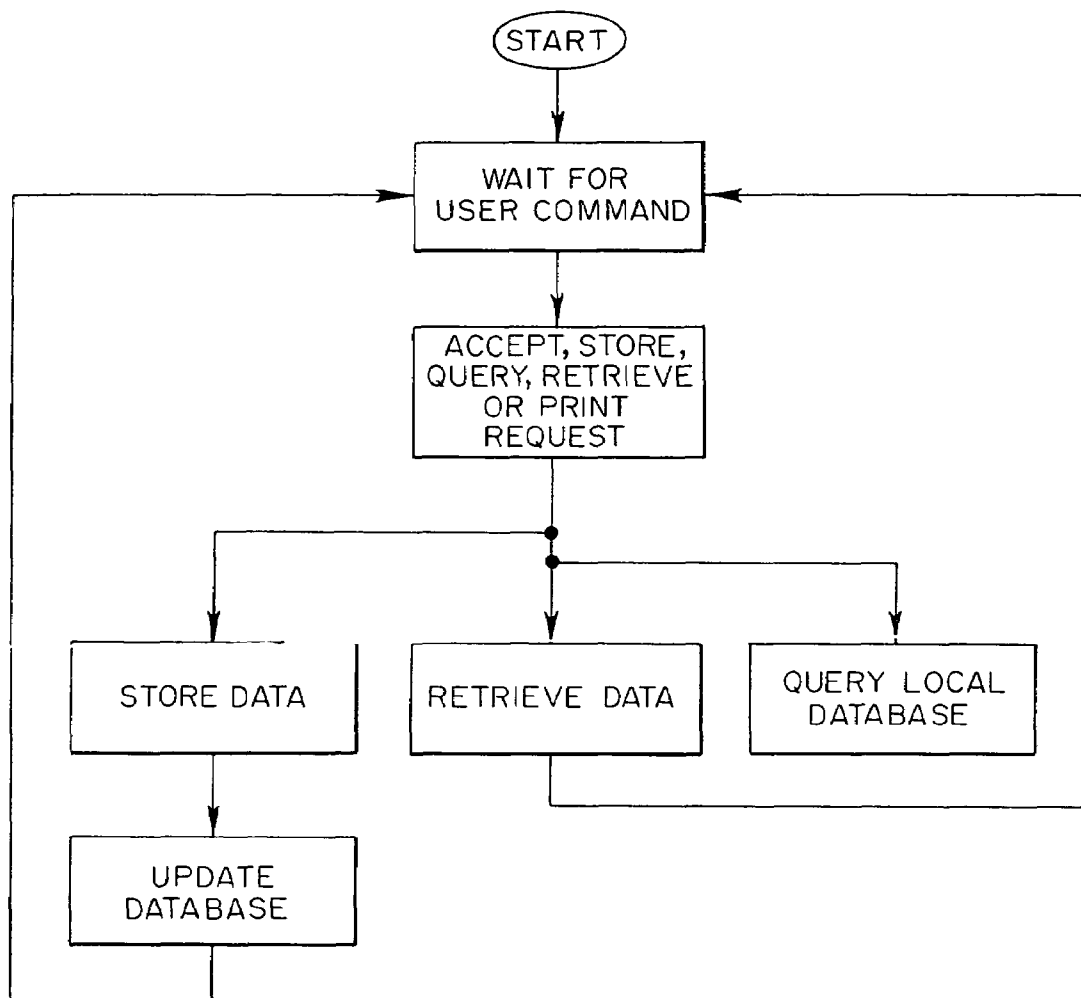 START
WAIT FOR
USER COMMAND
ACCEPT, STORE,
QUERY, RETRIEVE
OR PRINT
REQUEST
STORE DATA
RETRIEVE DATA
QUERY LOCAL
DATABASE
UPDATE
DATABASE